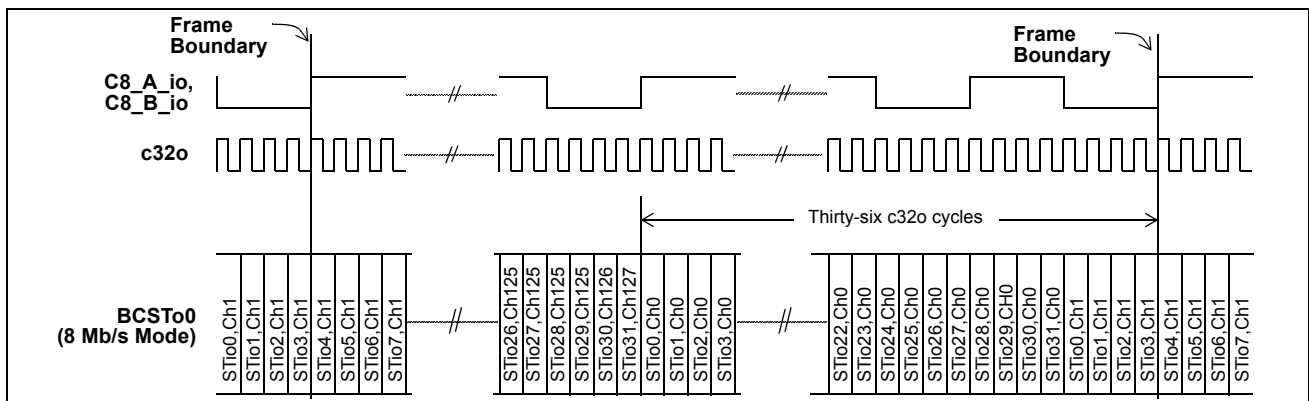 Frame
Boundary
Frame
Boundary
C8_A_io,
C8_B_io
c32o
Thirty-six c32o cycles
BCSTo0
(8 Mb/s Mode)
STio0,Ch1
STio1,Ch1
STio2,Ch1
STio3,Ch1
STio4,Ch1
STio5,Ch1
STio6,Ch1
STio7,Ch1
STio26,Ch125
STio27,Ch125
STio28,Ch125
STio29,Ch125
STio30,Ch126
STio31,Ch127
STio0,Ch0
STio1,Ch0
STio2,Ch0
STio3,Ch0
STio22,Ch0
STio23,Ch0
STio24,Ch0
STio25,Ch0
STio26,Ch0
STio27,Ch0
STio28,Ch0
STio29,CH0
STio30,Ch0
STio31,Ch0
STio0,Ch1
STio1,Ch1
STio2,Ch1
STio3,Ch1
STio4,Ch1
STio5,Ch1
STio6,Ch1
STio7,Ch1